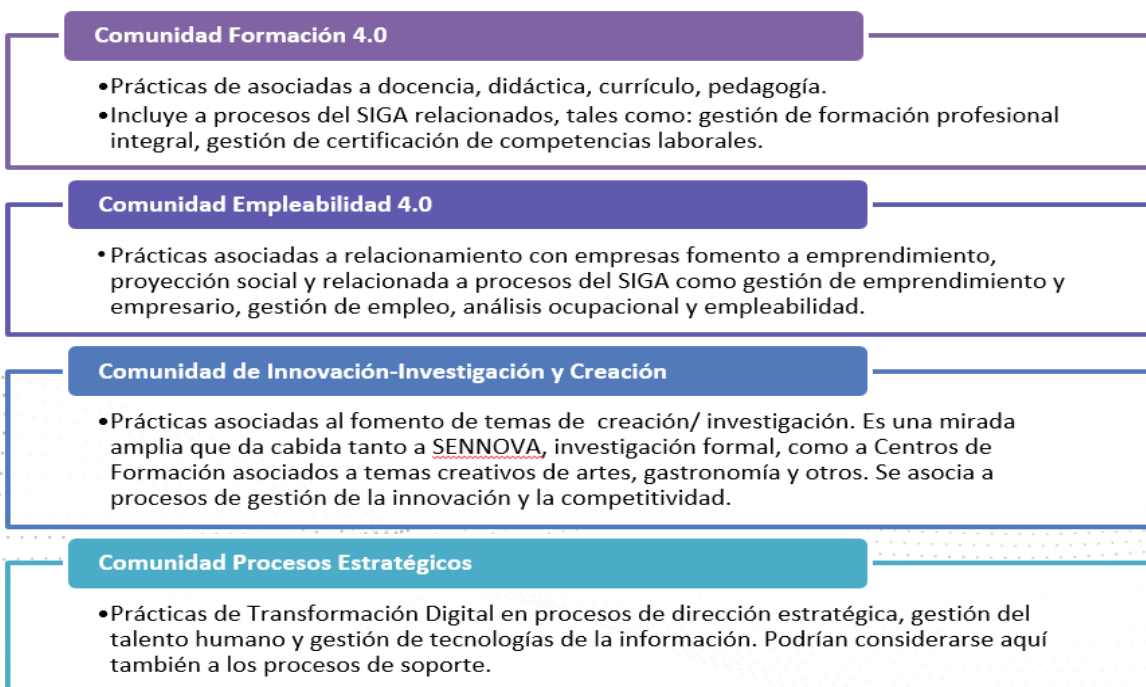 Comunidad Formación 4.0
•Prácticas de asociadas a docencia, didáctica, currículo, pedagogía.
•Incluye a procesos del SIGA relacionados, tales como: gestión de formación profesional
integral, gestión de certificación de competencias laborales.
Comunidad Empleabilidad 4.0
•Prácticas asociadas a relacionamiento con empresas fomento a emprendimiento,
proyección social y relacionada a procesos del SIGA como gestión de emprendimiento y
empresario, gestión de empleo, análisis ocupacional y empleabilidad.
Comunidad de Innovación-Investigación y Creación
•Prácticas asociadas al fomento de temas de  creación/ investigación. Es una mirada
amplia que da cabida tanto a SENNOVA, investigación formal, como a Centros de
Formación asociados a temas creativos de artes, gastronomía y otros. Se asocia a
procesos de gestión de la innovación y la competitividad.
Comunidad Procesos Estratégicos
•Prácticas de Transformación Digital en procesos de dirección estratégica, gestión del
talento humano y gestión de tecnologías de la información. Podrían considerarse aquí
también a los procesos de soporte.